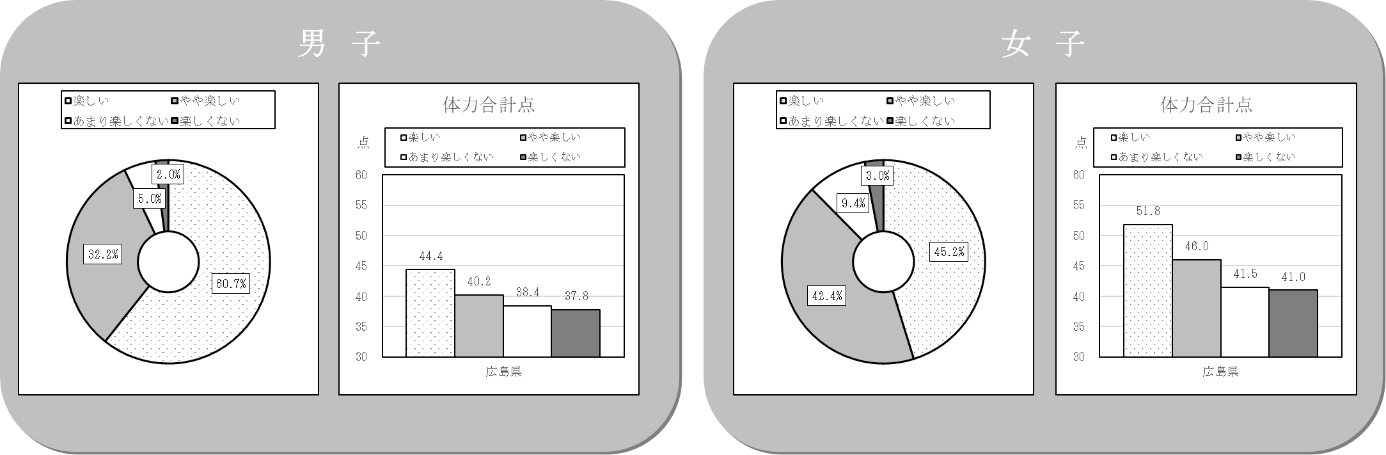 男 子
楽しい やや楽しい
あまり楽しくない 楽しくない
2.0%
5.0%
32.2%
60.7%
体力合計点
点
楽しい やや楽しい
あまり楽しくない 楽しくない
60
55
50
45
40
35
30
44.4
40.2
38.4
37.8
広島県
女 子
楽しい やや楽しい
あまり楽しくない 楽しくない
3.0%
9.4%
45.2%
42.4%
体力合計点
点
楽しい やや楽しい
あまり楽しくない 楽しくない
60
55
50
45
40
35
30
51.8
46.0
41.5
41.0
広島県